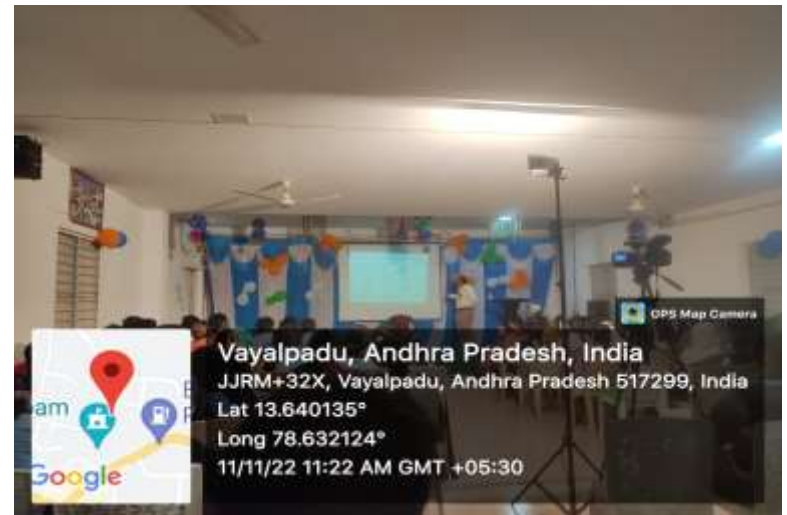 GPS Map Camera
Vayalpadu, Andhra Pradesh, India
JJRM+32X, Vayalpadu, Andhra Pradesh 517299, India
Lat 13.640135°
Long 78.632124°
11/11/22 11:22 AM GMT +05:30
am
Google